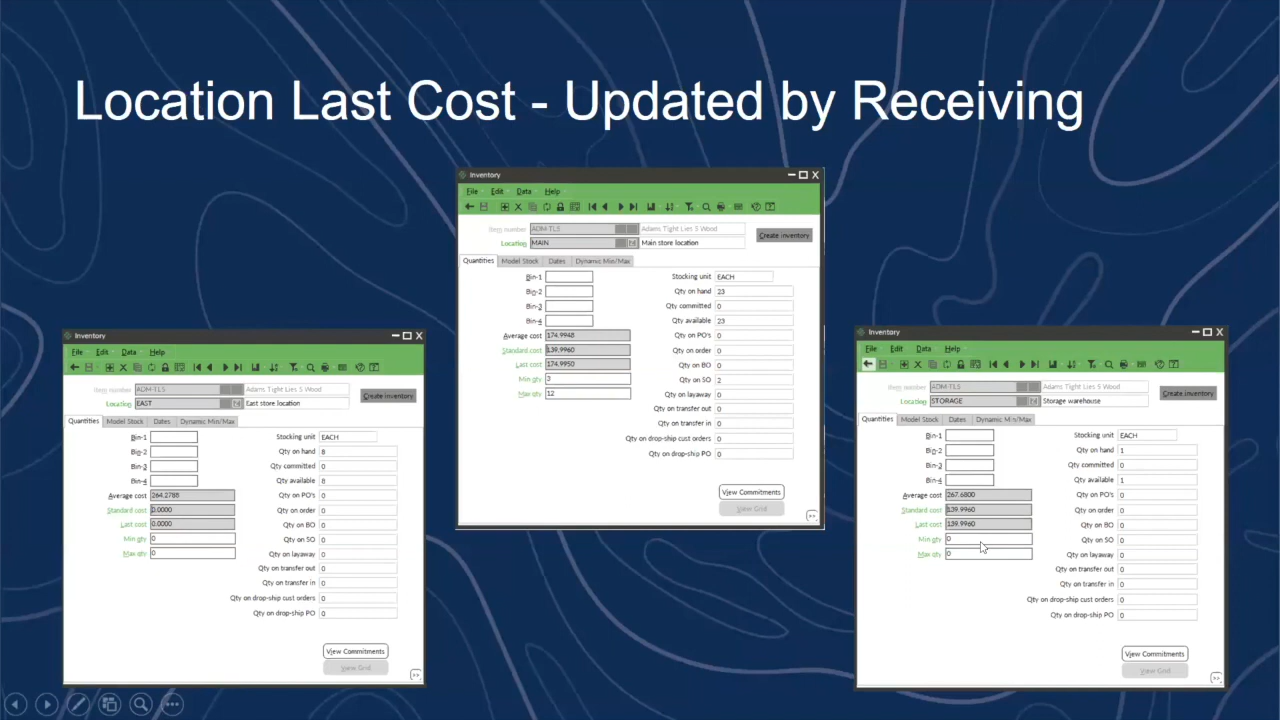 Location Last Cost - Updated by Receiving
Inventory
File Edit Data Help
Item number ADM-TLS Adams Tight Lies 5 Wood
Location MAIN Main store location
Create inventory
Quantities Model Stock Dates Dynamic Min/Max
Bin-1
Bin-2
Bin-3
Bin-4
Average cost 174.9948
Standard cost 139.9960
Last cost 174.9950
Min qty 3
Max qty 12
Stocking unit EACH
Qty on hand 23
Qty committed 0
Qty available 23
Qty on PO's 0
Qty on order 0
Qty on BO 0
Qty on SO 2
Qty on layaway 0
Qty on transfer out 0
Qty on transfer in 0
Qty on drop-ship cust orders 0
Qty on drop-ship PO 0
View Commitments
View Grid
Inventory
File Edit Data Help
Item number ADM-TLS Adams Tight Lies 5 Wood
Location EAST East store location
Create inventory
Quantities Model Stock Dates Dynamic Min/Max
Bin-1
Bin-2
Bin-3
Bin-4
Average cost 264.2788
Standard cost 0.0000
Last cost 0.0000
Min qty 0
Max qty 0
Stocking unit EACH
Qty on hand 8
Qty committed 0
Qty available 8
Qty on PO's 0
Qty on order 0
Qty on BO 0
Qty on SO 0
Qty on layaway 0
Qty on transfer out 0
Qty on transfer in 0
Qty on drop-ship cust orders 0
Qty on drop-ship PO 0
View Commitments
View Grid
Inventory
File Edit Data Help
Item number ADM-TLS Adams Tight Lies 5 Wood
Location STORAGE Storage warehouse
Create inventory
Quantities Model Stock Dates Dynamic Min/Max
Bin-1
Bin-2
Bin-3
Bin-4
Average cost 267.6800
Standard cost 139.9960
Last cost 139.9960
Min qty 0
Max qty 0
Stocking unit EACH
Qty on hand 1
Qty committed 0
Qty available 1
Qty on PO's 0
Qty on order 0
Qty on BO 0
Qty on SO 0
Qty on layaway 0
Qty on transfer out 0
Qty on transfer in 0
Qty on drop-ship cust orders 0
Qty on drop-ship PO 0
View Commitments
View Grid